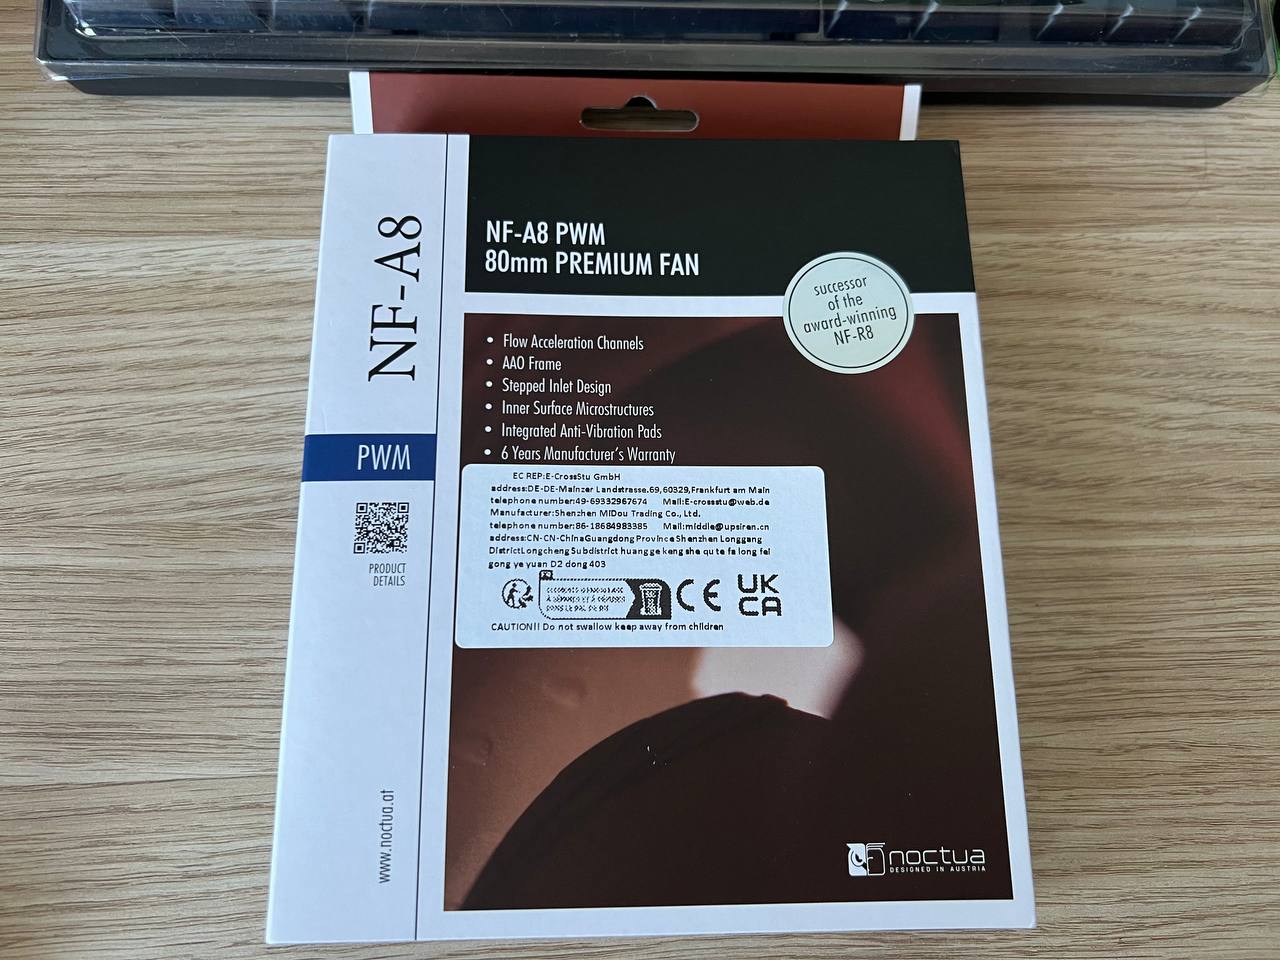 NF-A8
PWM
PRODUCT
DETAILS
www.noctua.at
NF-A8 PWM
80mm PREMIUM FAN
successor
of the
award-winning
NF-R8
• Flow Acceleration Channels
• AAO Frame
• Stepped Inlet Design
• Inner Surface Microstructures
• Integrated Anti-Vibration Pads
• 6 Years Manufacturer's Warranty
EC REP:E-CrossStu GmbH
address:DE-DE-Mainzer Landstrasse.69,60329,Frankfurt am Main
telephone number:49-69332967674 Mail:E-crossstu@web.de
Manufacturer:Shenzhen MiDou Trading Co., Ltd.
telephone number:86-18684983385 Mail:middle@upsiren.cn
address:CN-CN-ChinaGuangdong Province Shenzhen Longgang
DistrictLongcheng Subdistrict huang ge keng she qu te fa long fei
gong ye yuan D2 dong 403
CE
UK
CA
CAUTION!! Do not swallow keep away from children
noctua
DESIGNED IN AUSTRIA